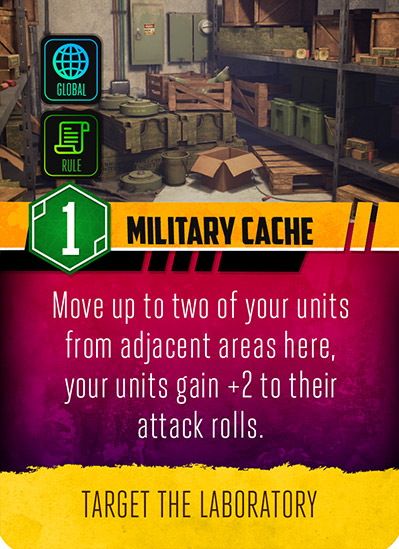 GLOBAL
RULE
1 MILITARY CACHE
Move up to two of your units
from adjacent areas here,
your units gain +2 to their
attack rolls.
TARGET THE LABORATORY